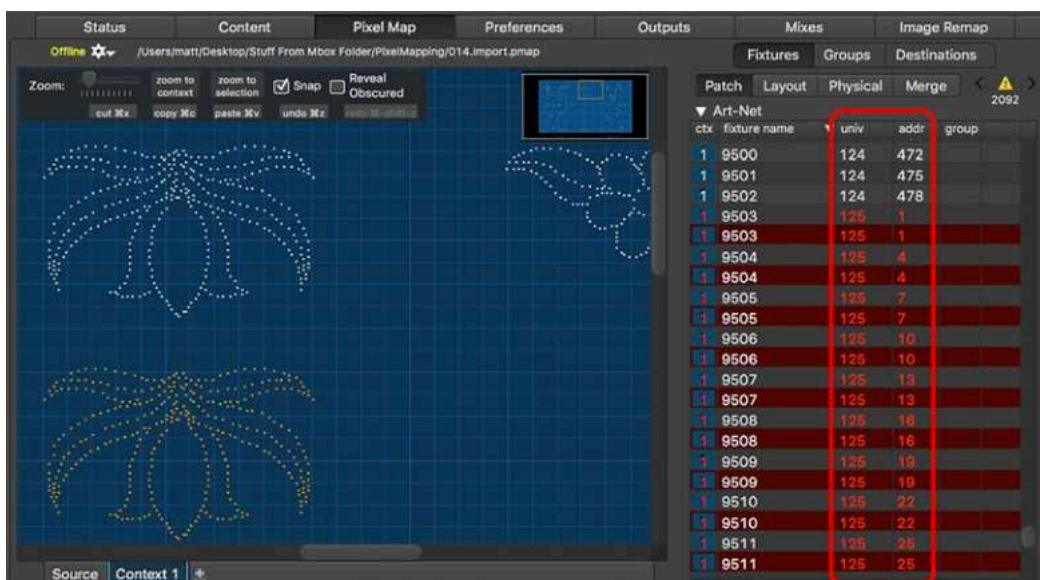 Status Content Pixel Map Preferences Outputs Mixes Image Remap
Offline /Users/matt/Desktop/Stuff From Mbox Folder/PixelMapping/014.import.pmap
Fixtures Groups Destinations
Zoom: zoom to context zoom to selection Snap Reveal Obscured
cut ⌘x copy ⌘c paste ⌘v undo ⌘z
Patch Layout Physical Merge 2092
Art-Net
ctx fixture name univ addr group
1 9500 124 472
1 9501 124 475
1 9502 124 478
1 9503 125 1
1 9503 125 1
1 9504 125 4
1 9504 125 4
1 9505 125 7
1 9505 125 7
1 9506 125 10
1 9506 125 10
1 9507 125 13
1 9507 125 13
1 9508 125 16
1 9508 125 16
1 9509 125 19
1 9509 125 19
1 9510 125 22
1 9510 125 22
1 9511 125 25
1 9511 125 25
Source Context 1 +